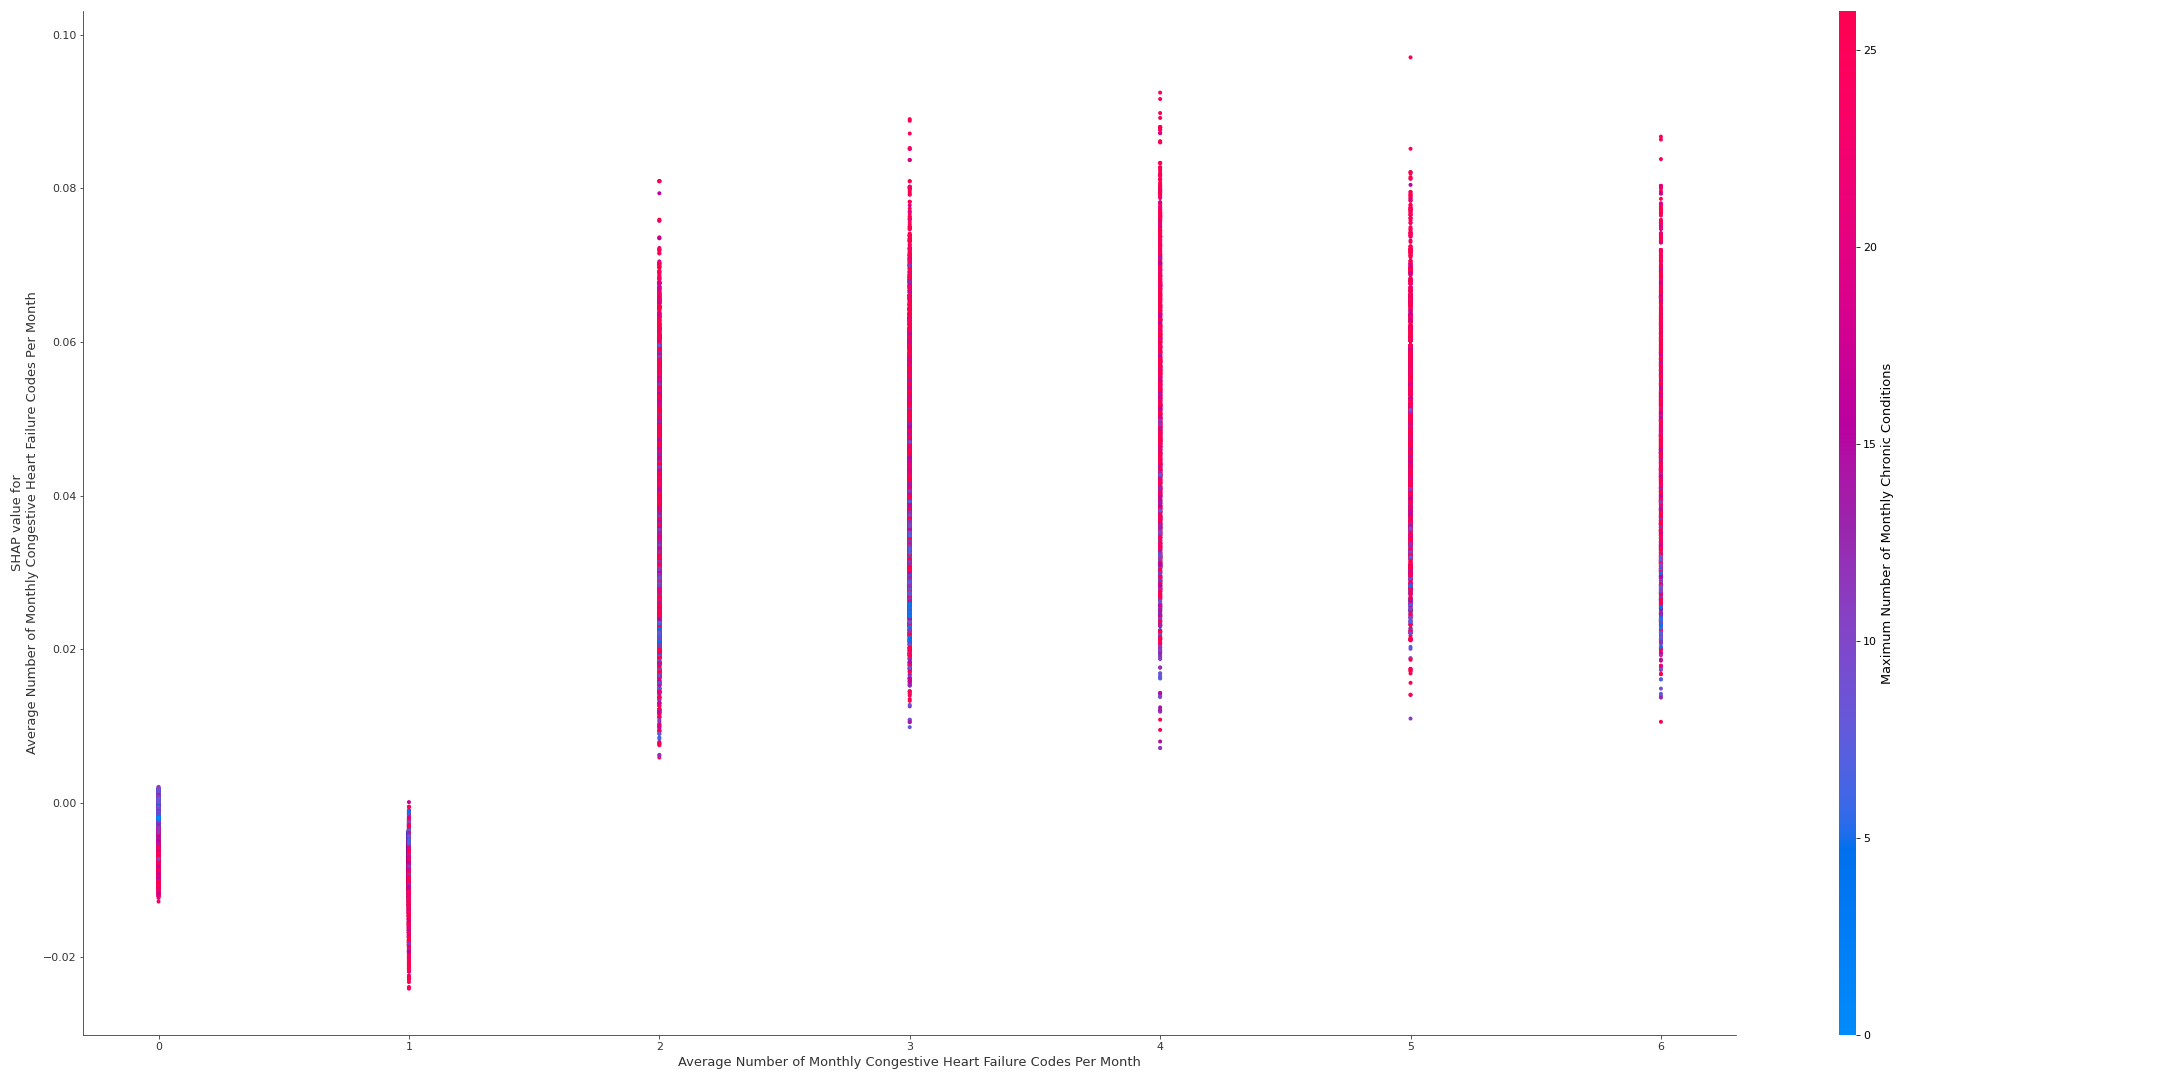 SHAP value for
Average Number of Monthly Congestive Heart Failure Codes Per Month
0.10
0.08
0.06
0.04
0.02
0.00
−0.02
0 1 2 3 4 5 6
Average Number of Monthly Congestive Heart Failure Codes Per Month
25
20
15
10
5
0
Maximum Number of Monthly Chronic Conditions